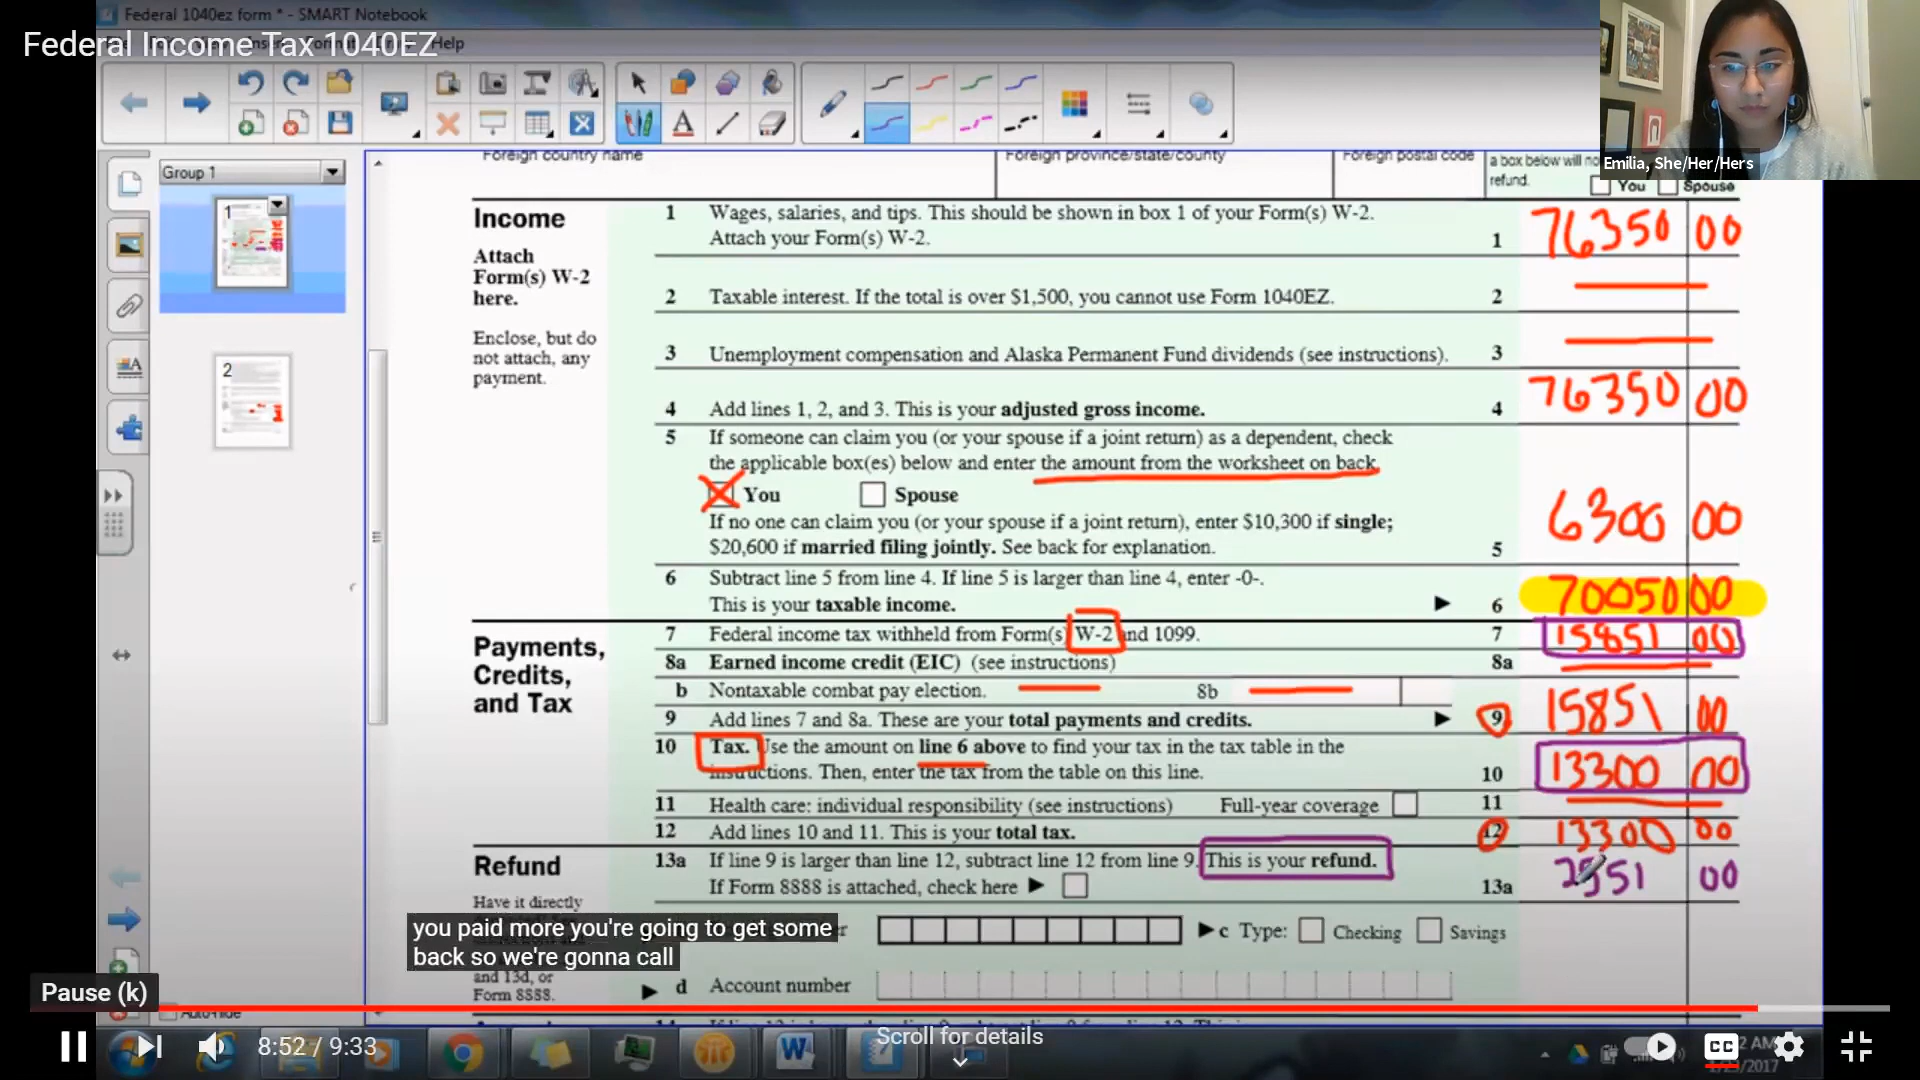 Federal 1040ez form * - SMART Notebook
Federal Income Tax 1040EZ
Help
Group 1
1
2
Foreign country name
Foreign province/state/county
Foreign postal code
a box below will no
refund.
You
Spouse
Emilia, She/Her/Hers
Income
Attach
Form(s) W-2
here.
Enclose, but do
not attach, any
payment.
1 Wages, salaries, and tips. This should be shown in box 1 of your Form(s) W-2.
Attach your Form(s) W-2. 1 76350 00
2 Taxable interest. If the total is over $1,500, you cannot use Form 1040EZ. 2
3 Unemployment compensation and Alaska Permanent Fund dividends (see instructions). 3
4 Add lines 1, 2, and 3. This is your adjusted gross income. 4 76350 00
5 If someone can claim you (or your spouse if a joint return) as a dependent, check
the applicable box(es) below and enter the amount from the worksheet on back
You Spouse
If no one can claim you (or your spouse if a joint return), enter $10,300 if single;
$20,600 if married filing jointly. See back for explanation. 5 6300 00
6 Subtract line 5 from line 4. If line 5 is larger than line 4, enter -0-.
This is your taxable income. 6 70050 00
Payments,
Credits,
and Tax
7 Federal income tax withheld from Form(s) W-2 and 1099. 7 15851 00
8a Earned income credit (EIC) (see instructions) 8a
b Nontaxable combat pay election. 8b
9 Add lines 7 and 8a. These are your total payments and credits. 9 15851 00
10 Tax. Use the amount on line 6 above to find your tax in the tax table in the
instructions. Then, enter the tax from the table on this line. 10 13300 00
11 Health care: individual responsibility (see instructions) Full-year coverage 11
12 Add lines 10 and 11. This is your total tax. 12 13300 00
Refund
Have it directly
13a If line 9 is larger than line 12, subtract line 12 from line 9. This is your refund.
If Form 8888 is attached, check here 13a 2551 00
c Type: Checking Savings
you paid more you're going to get some
back so we're gonna call
and 13d, or
Form 8888.
d Account number
Pause (k)
Auto-hide
8:52 / 9:33
Scroll for details
CC